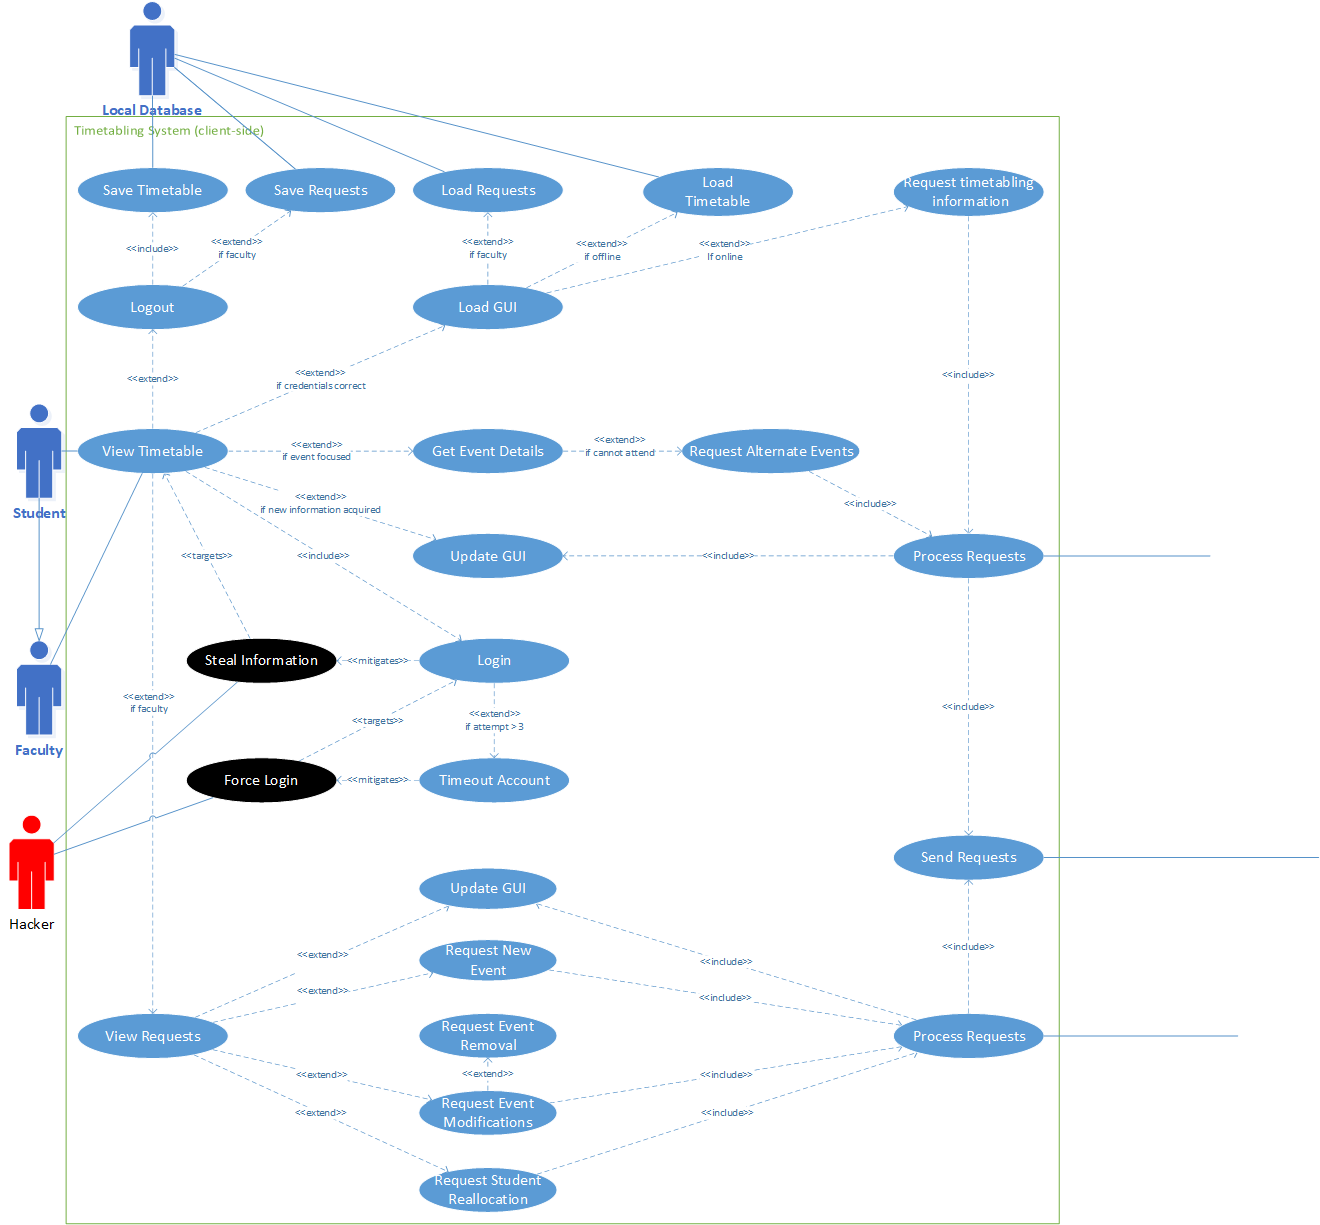 Local Database
Timetabling System (client-side)
Save Timetable
Save Requests
Load Requests
Load
Timetable
Request timetabling
information
<<include>>
<<extend>>
if faculty
<<extend>>
if faculty
<<extend>>
if offline
<<extend>>
If online
Logout
Load GUI
<<extend>>
<<extend>>
if credentials correct
<<include>>
Student
View Timetable
<<extend>>
if event focused
Get Event Details
<<extend>>
if cannot attend
Request Alternate Events
<<extend>>
if new information acquired
<<include>>
<<targets>>
<<include>>
Update GUI
<<include>>
Process Requests
Steal Information
<<mitigates>>
Login
<<extend>>
if faculty
<<targets>>
<<extend>>
if attempt > 3
<<include>>
Faculty
Force Login
<<mitigates>>
Timeout Account
Hacker
Send Requests
Update GUI
<<extend>>
Request New
Event
<<include>>
<<include>>
<<extend>>
<<include>>
View Requests
Request Event
Removal
Process Requests
<<extend>>
<<extend>>
<<include>>
Request Event
Modifications
<<extend>>
<<include>>
Request Student
Reallocation